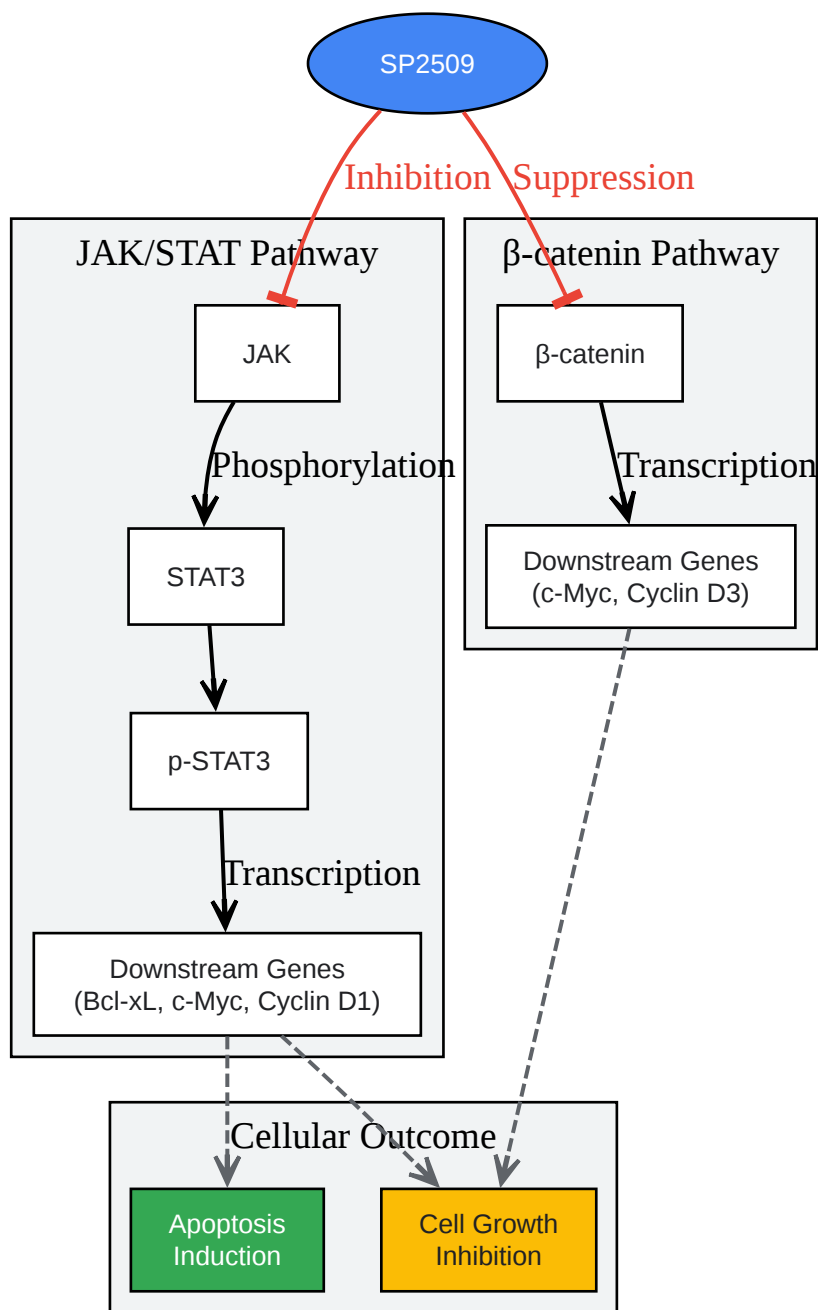 SP2509
Inhibition
Suppression
JAK/STAT Pathway
β-catenin Pathway
JAK
β-catenin
Phosphorylation
Transcription
STAT3
Downstream Genes
(c-Myc, Cyclin D3)
p-STAT3
Transcription
Downstream Genes
(Bcl-xL, c-Myc, Cyclin D1)
Cellular Outcome
Apoptosis
Induction
Cell Growth
Inhibition